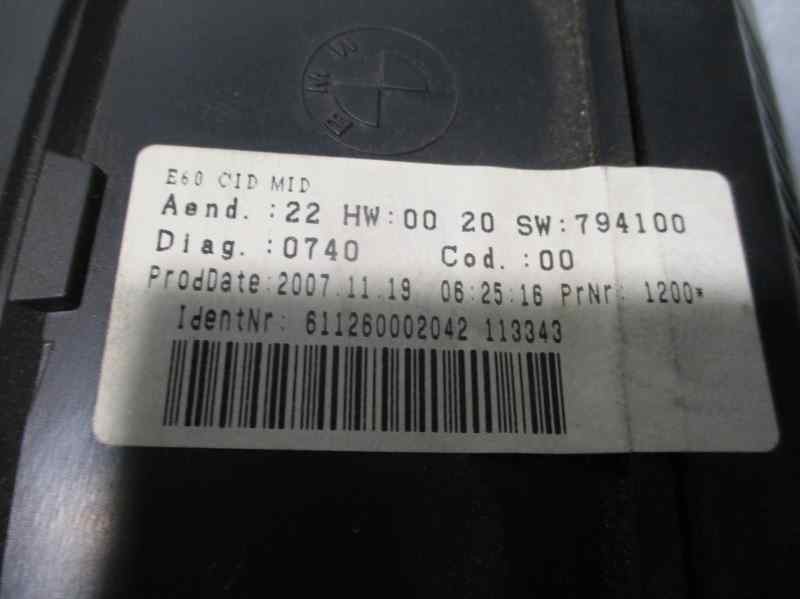 BMW
E60 CID MID
Aend.:22 HW:00 20 SW:794100
Diag.:0740 Cod.:00
ProdDate:2007.11.19 06:25:16 PrNr: 1200*
IdentNr: 611260002042 113343